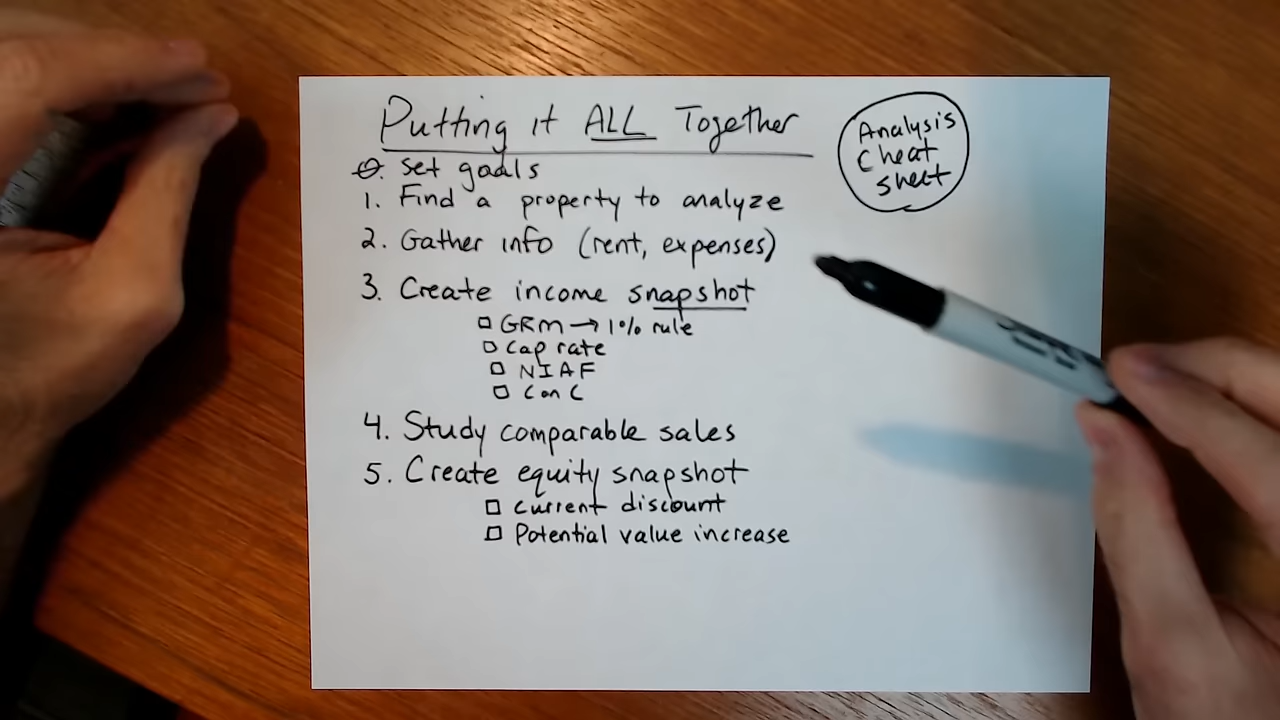 Putting it ALL Together
Analysis
Cheat
Sheet
0. Set goals
1. Find a property to analyze
2. Gather info (rent, expenses)
3. Create income snapshot
□ GRM → 1% rule
□ Cap rate
□ NIAF
□ ConC
4. Study comparable sales
5. Create equity snapshot
□ Current discount
□ Potential value increase